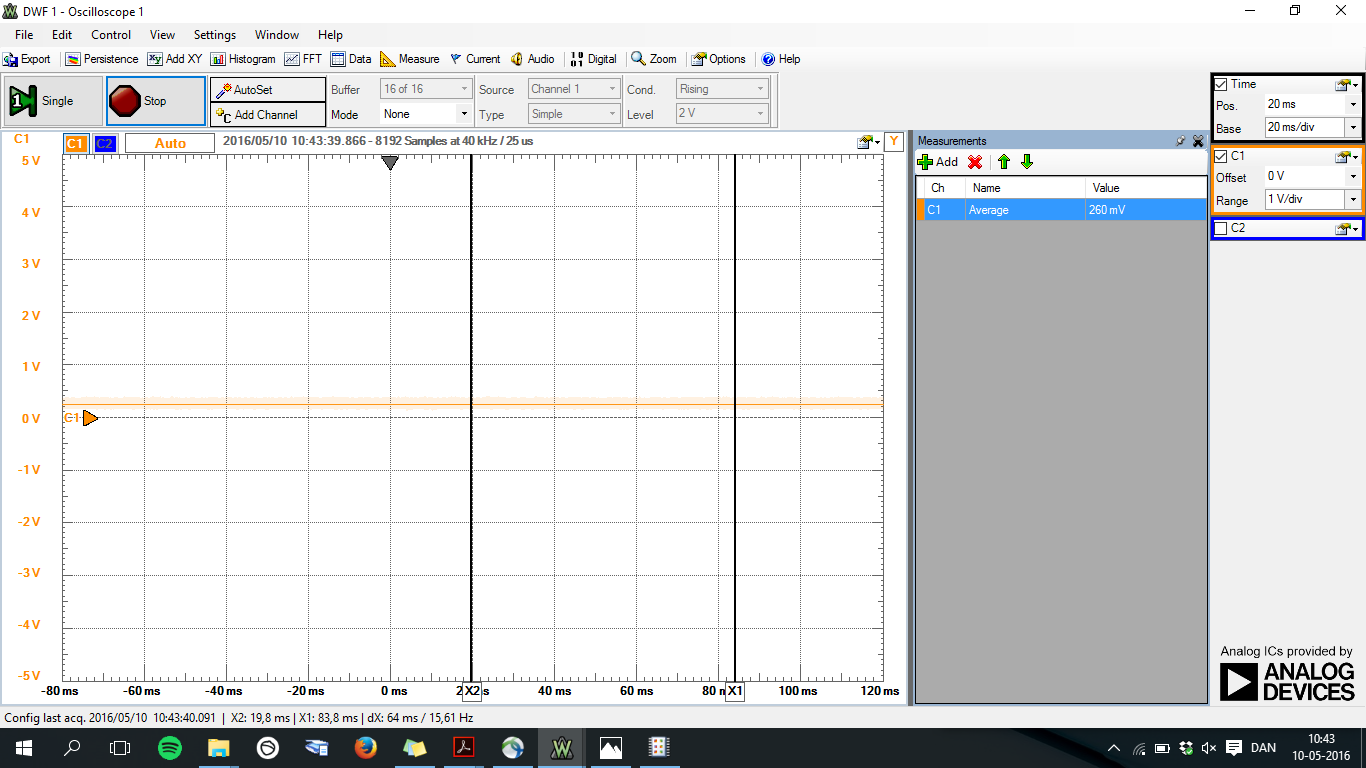 DWF 1 - Oscilloscope 1
File Edit Control View Settings Window Help
Export Persistence Add XY Histogram FFT Data Measure Current Audio Digital Zoom Options Help
Single Stop AutoSet Buffer 16 of 16 Source Channel 1 Cond. Rising
Add Channel Mode None Type Simple Level 2 V
Time
Pos. 20 ms
Base 20 ms/div
C1
Offset 0 V
Range 1 V/div
C2
C1 C1 C2 Auto 2016/05/10 10:43:39.866 - 8192 Samples at 40 kHz / 25 us Y
5 V
4 V
3 V
2 V
1 V
0 V
-1 V
-2 V
-3 V
-4 V
-5 V
C1
-80 ms -60 ms -40 ms -20 ms 0 ms X2 40 ms 60 ms X1 100 ms 120 ms
Measurements
Add
Ch Name Value
C1 Average 260 mV
Analog ICs provided by
ANALOG
DEVICES
Config last acq. 2016/05/10 10:43:40.091 | X2: 19,8 ms | X1: 83,8 ms | dX: 64 ms / 15,61 Hz
DAN
10:43
10-05-2016